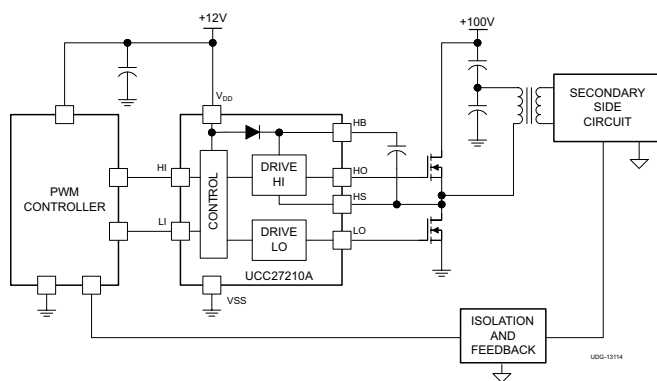 +12V
+100V
V_DD
HB
SECONDARY
SIDE
CIRCUIT
PWM
CONTROLLER
HI
LI
CONTROL
DRIVE
HI
DRIVE
LO
HO
HS
LO
UCC27210A
VSS
ISOLATION
AND
FEEDBACK
UDG-13114